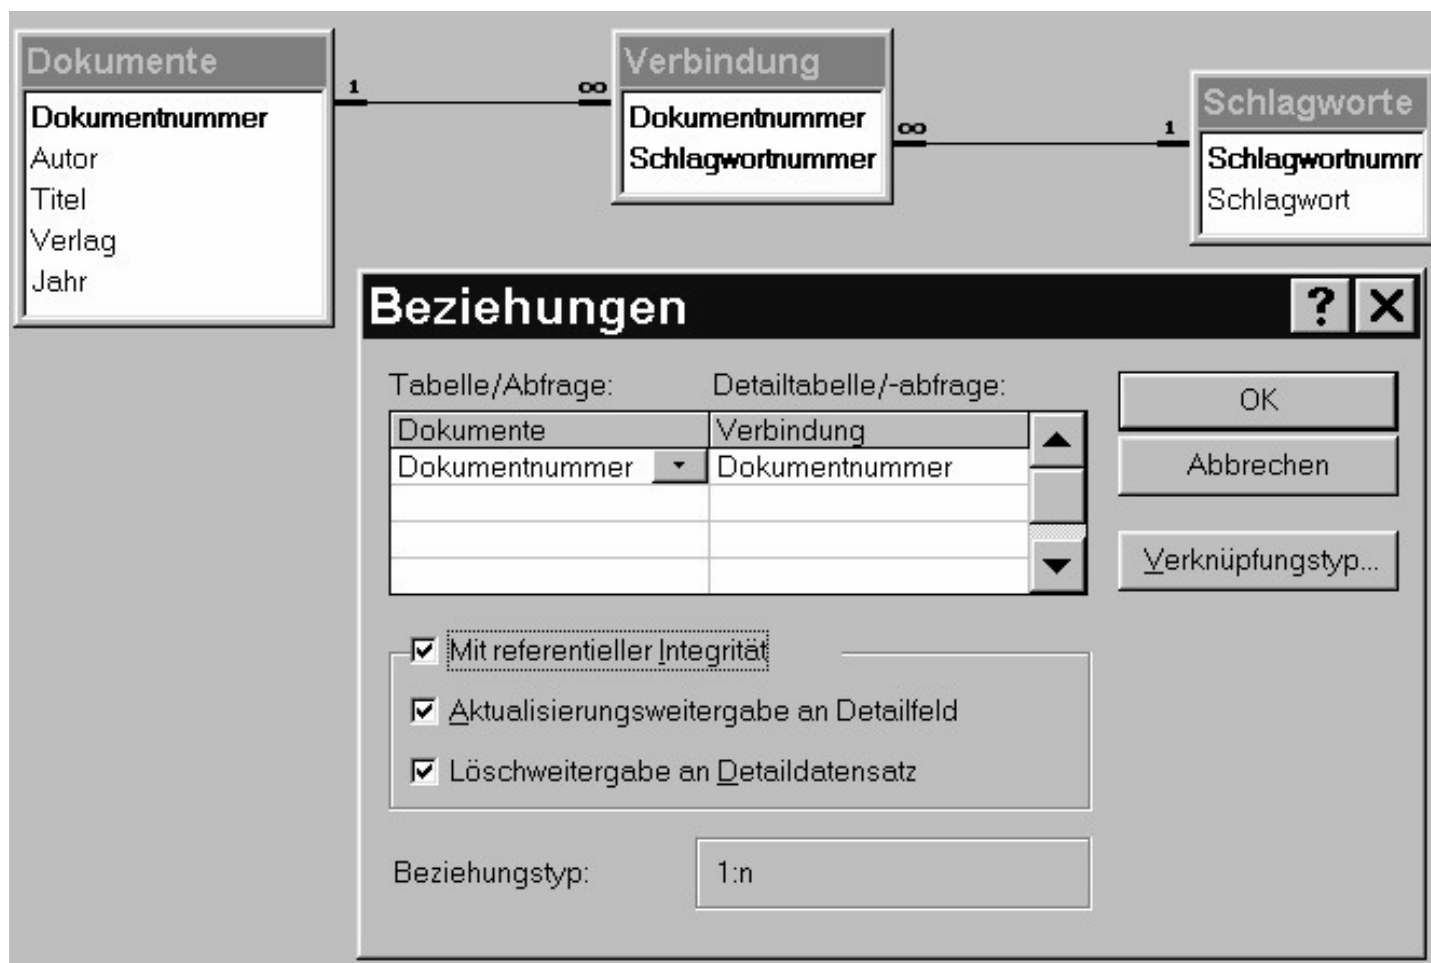 Dokumente
Dokumentnummer
Autor
Titel
Verlag
Jahr
1 ∞
Verbindung
Dokumentnummer
Schlagwortnummer
∞ 1
Schlagworte
Schlagwortnumm
Schlagwort
Beziehungen ? X
Tabelle/Abfrage: Detailtabelle/-abfrage:
Dokumente Verbindung
Dokumentnummer Dokumentnummer
OK
Abbrechen
Verknüpfungstyp...
Mit referentieller Integrität
Aktualisierungsweitergabe an Detailfeld
Löschweitergabe an Detaildatensatz
Beziehungstyp: 1:n